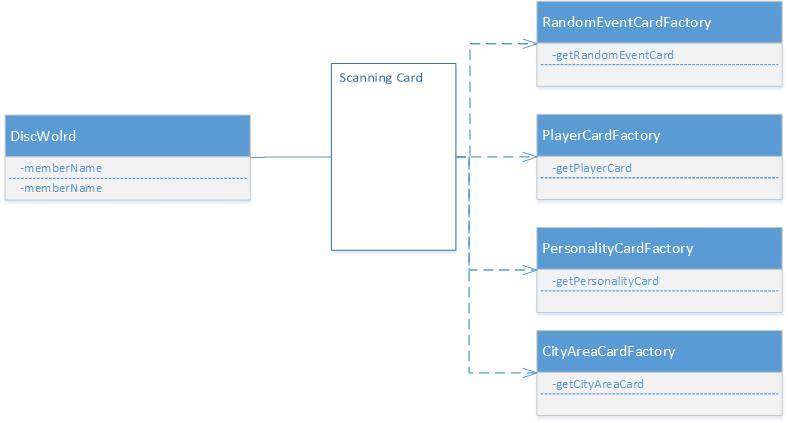 DiscWolrd
-memberName
-memberName
Scanning Card
RandomEventCardFactory
-getRandomEventCard
PlayerCardFactory
-getPlayerCard
PersonalityCardFactory
-getPersonalityCard
CityAreaCardFactory
-getCityAreaCard